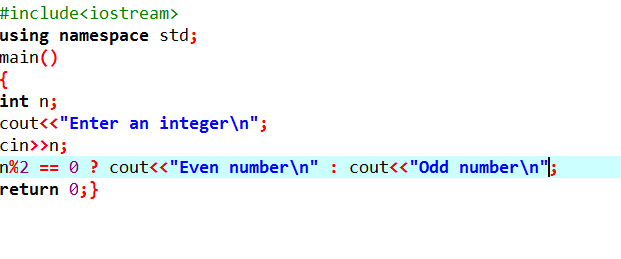 #include<iostream>
using namespace std;
main()
{
int n;
cout<<"Enter an integer\n";
cin>>n;
n%2 == 0 ? cout<<"Even number\n" : cout<<"Odd number\n";
return 0;}